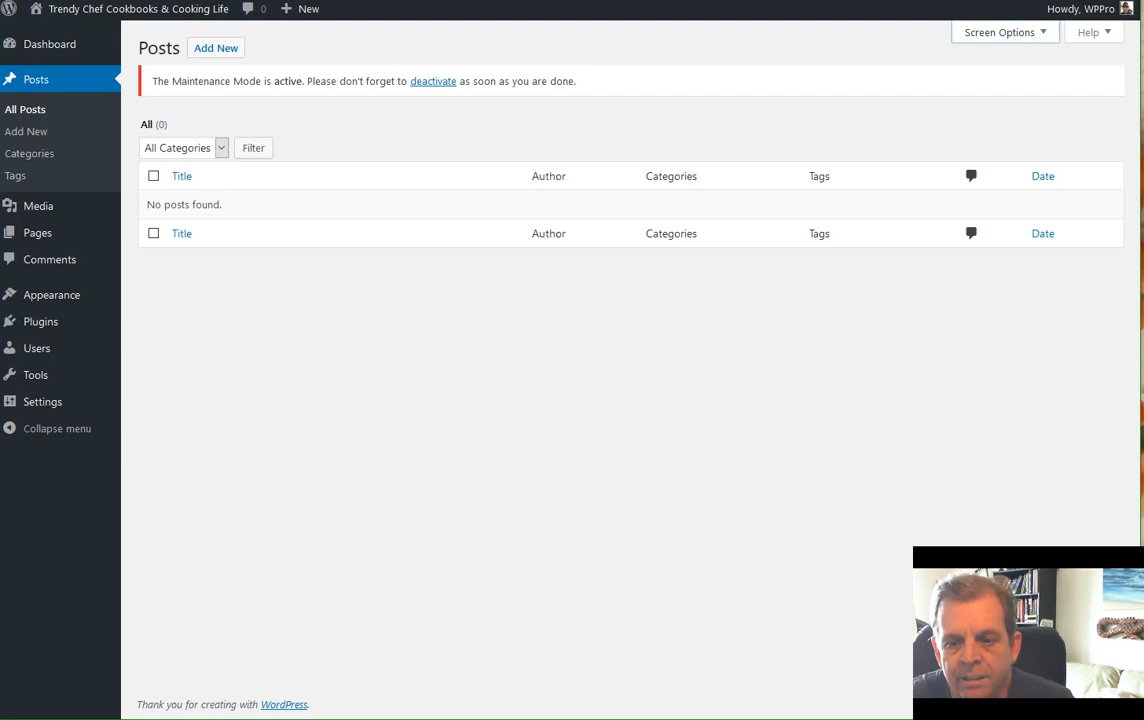 Trendy Chef Cookbooks & Cooking Life 0 New Howdy, WPPro
Screen Options Help
Dashboard
Posts
All Posts
Add New
Categories
Tags
Media
Pages
Comments
Appearance
Plugins
Users
Tools
Settings
Collapse menu
Posts Add New
The Maintenance Mode is active. Please don't forget to deactivate as soon as you are done.
All (0)
All Categories Filter
Title Author Categories Tags Date
No posts found.
Title Author Categories Tags Date
Thank you for creating with WordPress.